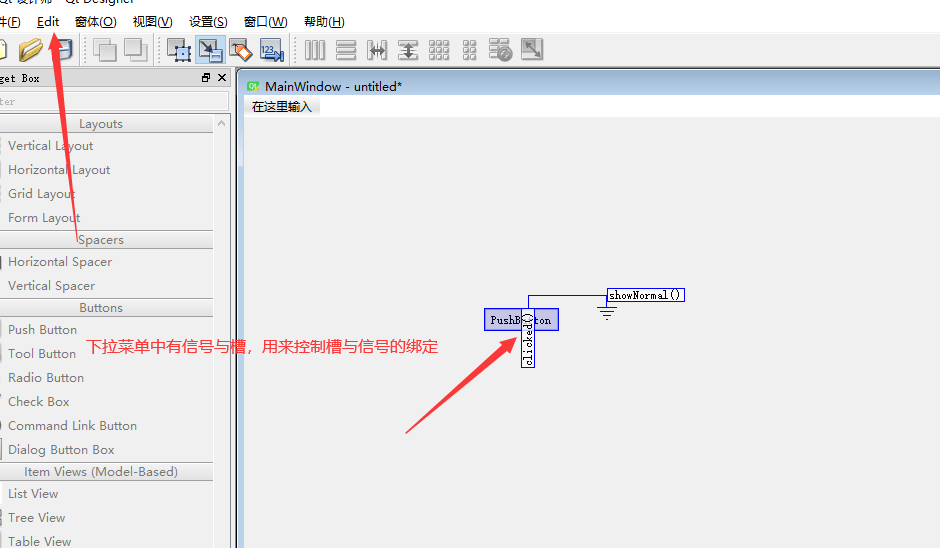 Qt Designer
Edit 窗体(O) 视图(V) 设置(S) 窗口(W) 帮助(H)
123
get Box
MainWindow - untitled*
在这里输入
Layouts
Vertical Layout
Horizontal Layout
Grid Layout
Form Layout
Spacers
Horizontal Spacer
Vertical Spacer
Buttons
Push Button
Tool Button
Radio Button
Check Box
Command Link Button
Dialog Button Box
Item Views (Model-Based)
List View
Tree View
Table View
下拉菜单中有信号与槽，用来控制槽与信号的绑定
showNormal()
PushButton
clicked()